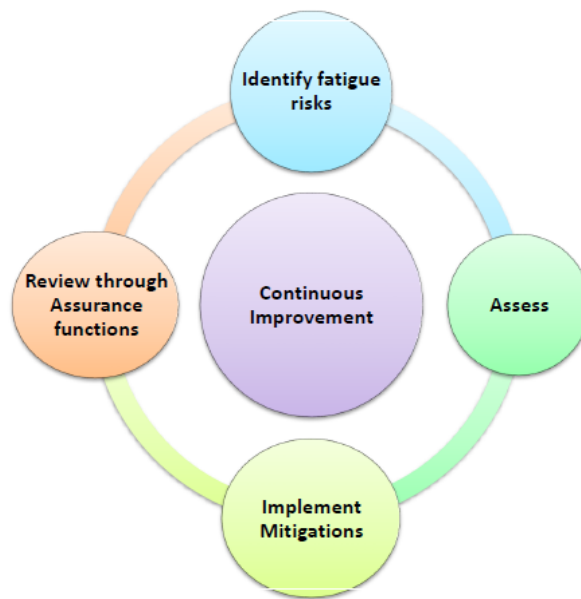 Identify fatigue
risks
Review through
Assurance
functions
Continuous
Improvement
Assess
Implement
Mitigations